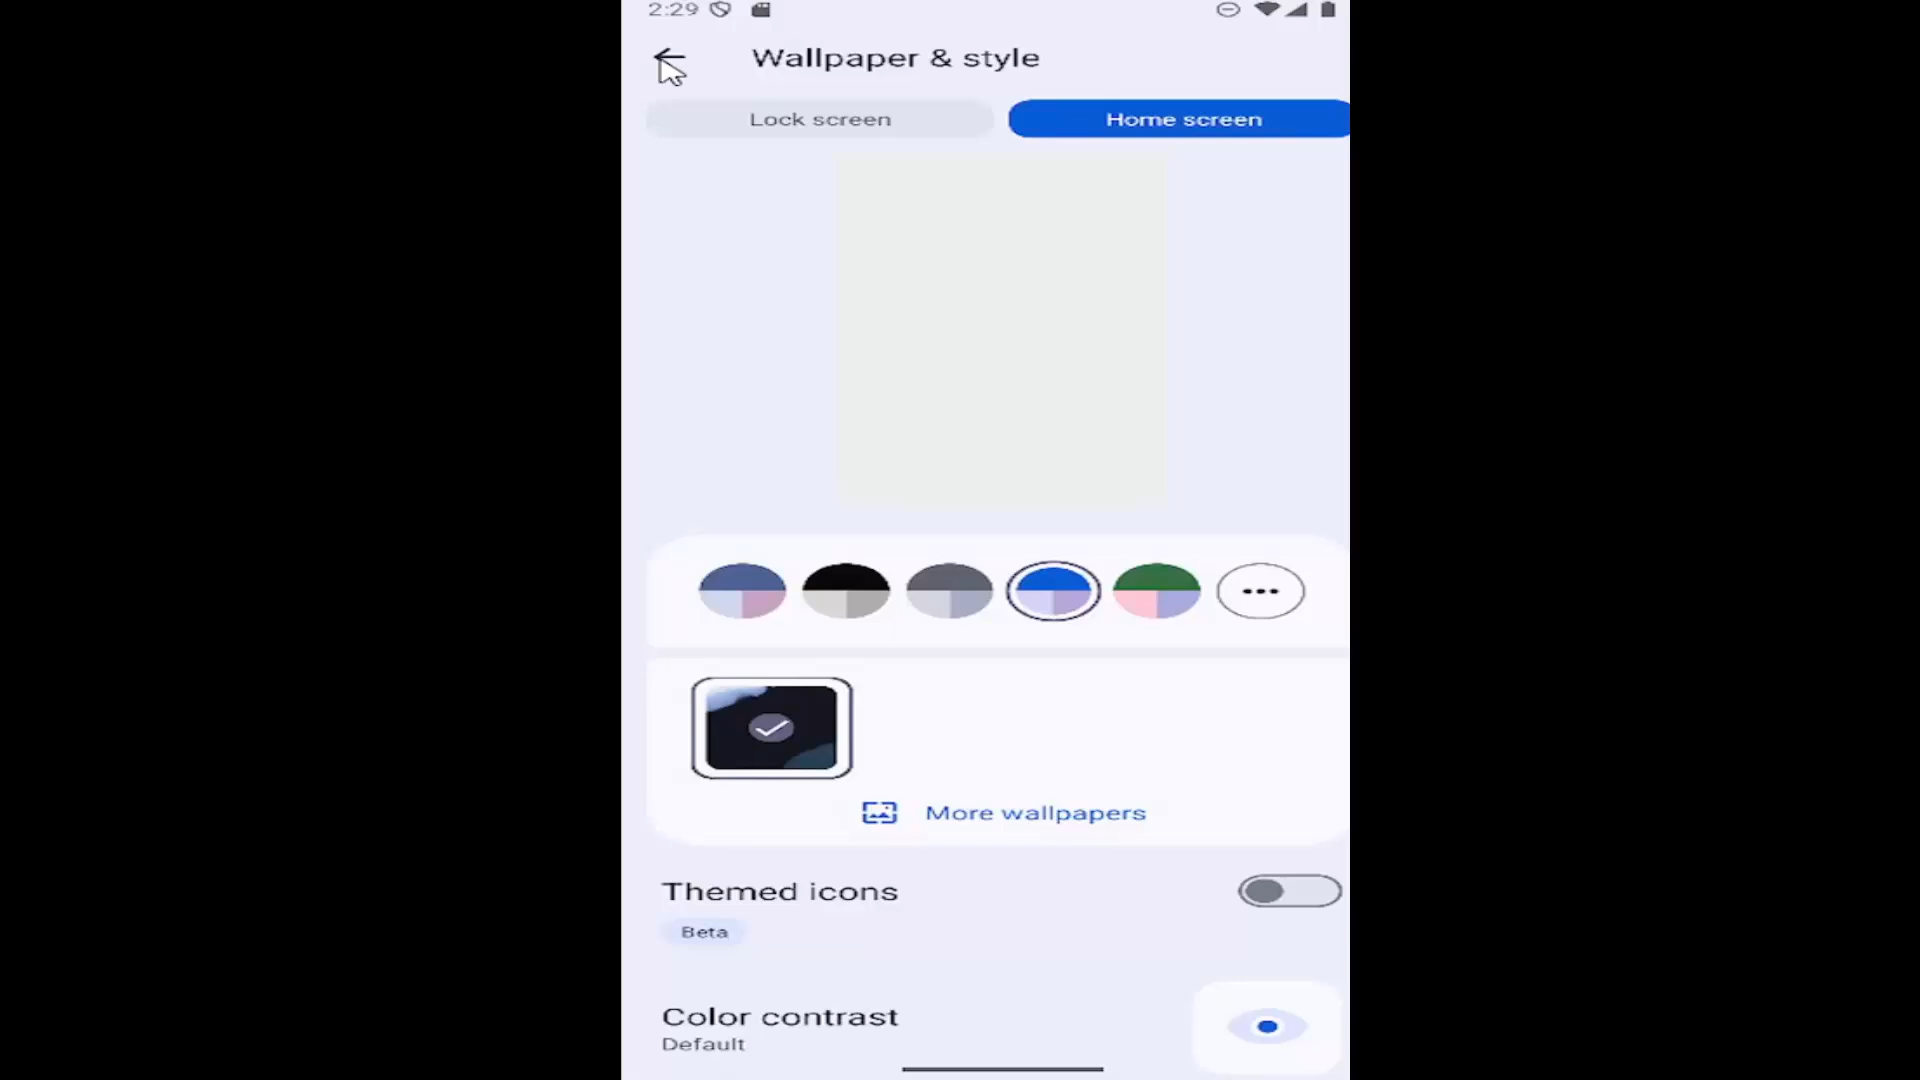 2:29
Wallpaper & style
Lock screen
Home screen
More wallpapers
Themed icons
Beta
Color contrast
Default